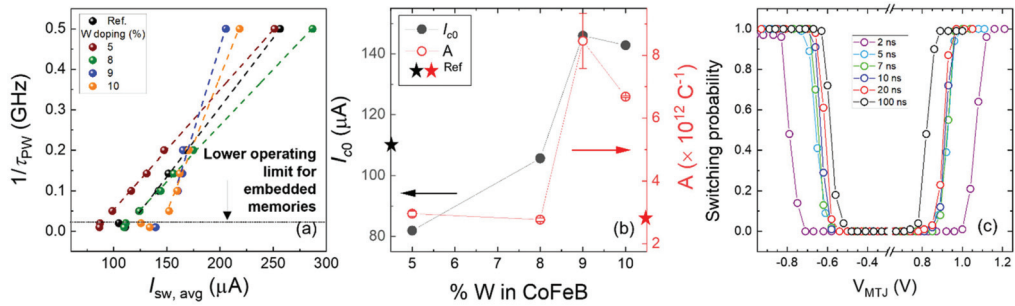 Ref.
W doping (%)
5
8
9
10
0.5
0.4
0.3
0.2
0.1
0.0
1/τPW (GHz)
Lower operating
limit for
embedded
memories
(a)
100 150 200 250 300
Isw, avg (μA)
Ic0
A
Ref
140
120
100
80
Ic0 (μA)
(b)
8
6
4
2
A (× 10¹² C⁻¹)
5 6 7 8 9 10
% W in CoFeB
2 ns
5 ns
7 ns
10 ns
20 ns
100 ns
1.0
0.8
0.6
0.4
0.2
0.0
Switching probability
(c)
-0.8 -0.6 -0.4 0.8 1.0 1.2
VMTJ (V)